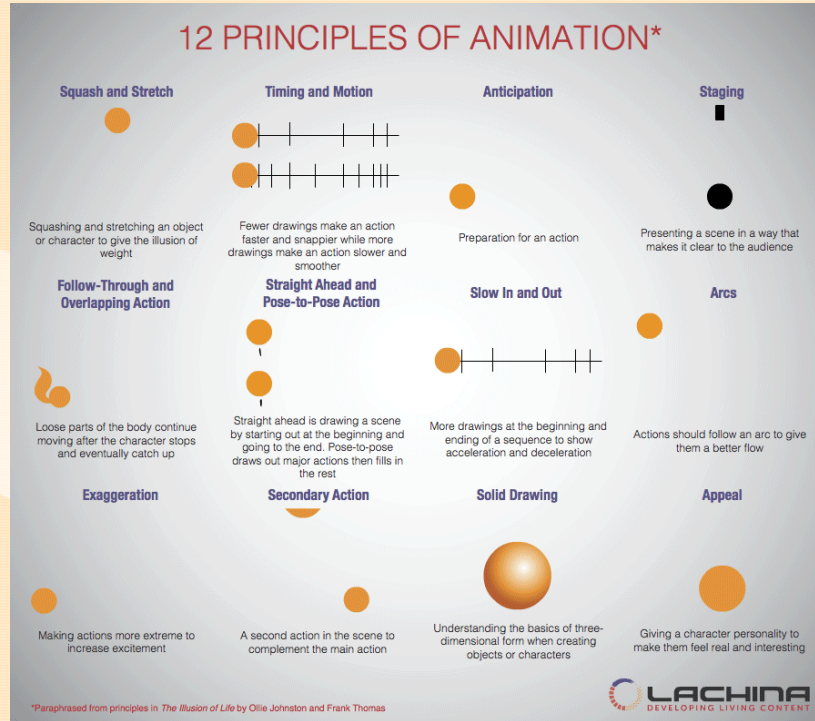 12 PRINCIPLES OF ANIMATION*
Squash and Stretch
Squashing and stretching an object
or character to give the illusion of
weight
Timing and Motion
Fewer drawings make an action
faster and snappier while more
drawings make an action slower and
smoother
Anticipation
Preparation for an action
Staging
Presenting a scene in a way that
makes it clear to the audience
Follow-Through and
Overlapping Action
Loose parts of the body continue
moving after the character stops
and eventually catch up
Straight Ahead and
Pose-to-Pose Action
Straight ahead is drawing a scene
by starting out at the beginning and
going to the end. Pose-to-pose
draws out major actions then fills in
the rest
Slow In and Out
More drawings at the beginning and
ending of a sequence to show
acceleration and deceleration
Arcs
Actions should follow an arc to give
them a better flow
Exaggeration
Making actions more extreme to
increase excitement
Secondary Action
A second action in the scene to
complement the main action
Solid Drawing
Understanding the basics of three-
dimensional form when creating
objects or characters
Appeal
Giving a character personality to
make them feel real and interesting
*Paraphrased from principles in The Illusion of Life by Ollie Johnston and Frank Thomas
LACHINA
DEVELOPING LIVING CONTENT